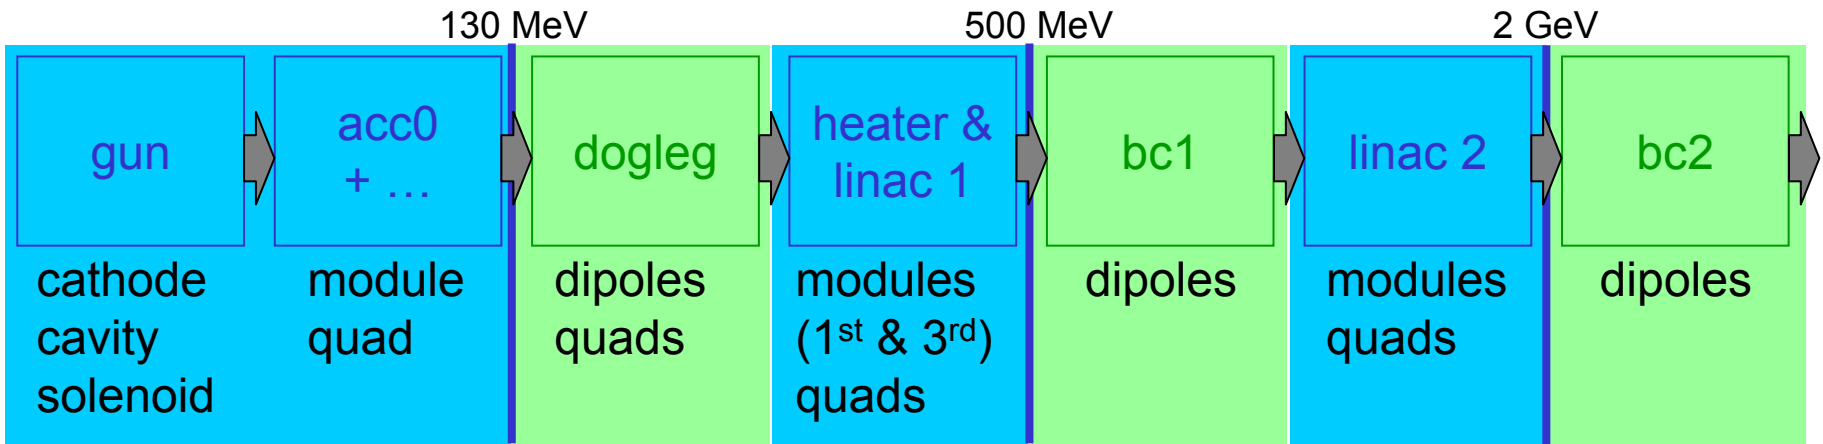 130 MeV
500 MeV
2 GeV
gun
acc0
+ …
dogleg
heater &
linac 1
bc1
linac 2
bc2
cathode
cavity
solenoid
module
quad
dipoles
quads
modules
(1st & 3rd)
quads
dipoles
modules
quads
dipoles